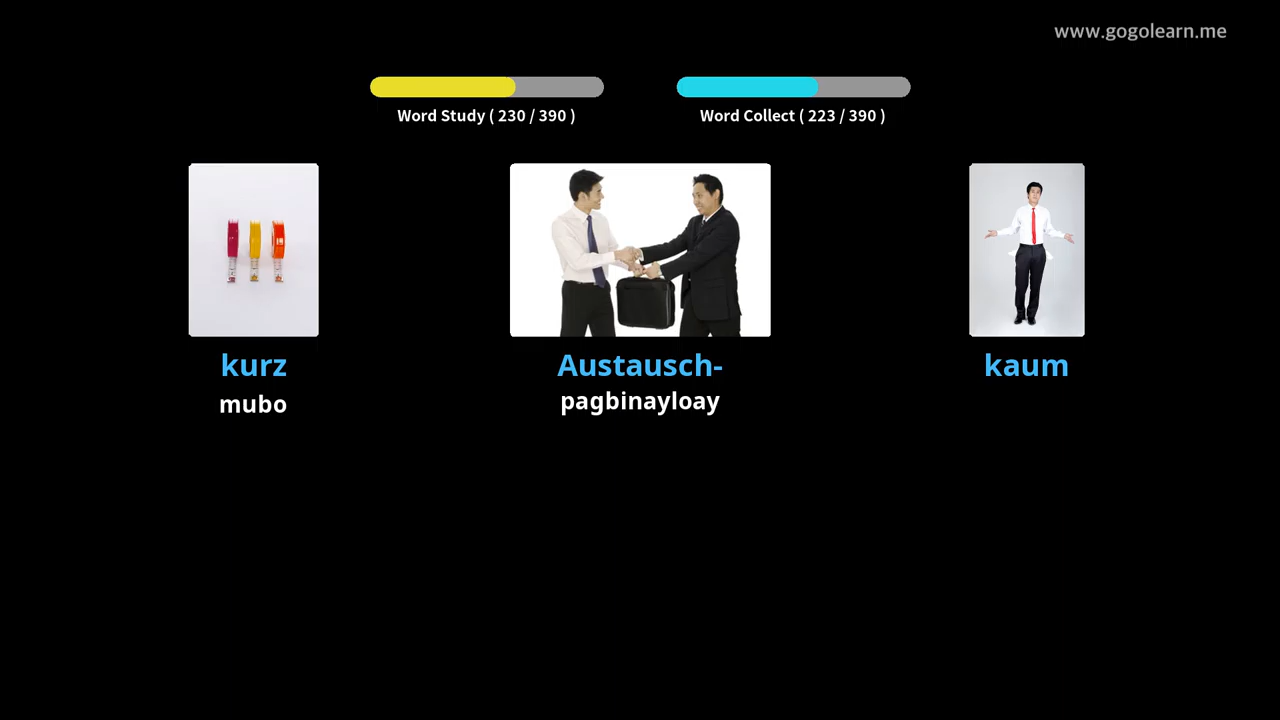 www.gogolearn.me
Word Study ( 230 / 390 )
Word Collect ( 223 / 390 )
kurz
Austausch-
kaum
mubo
pagbinayloay